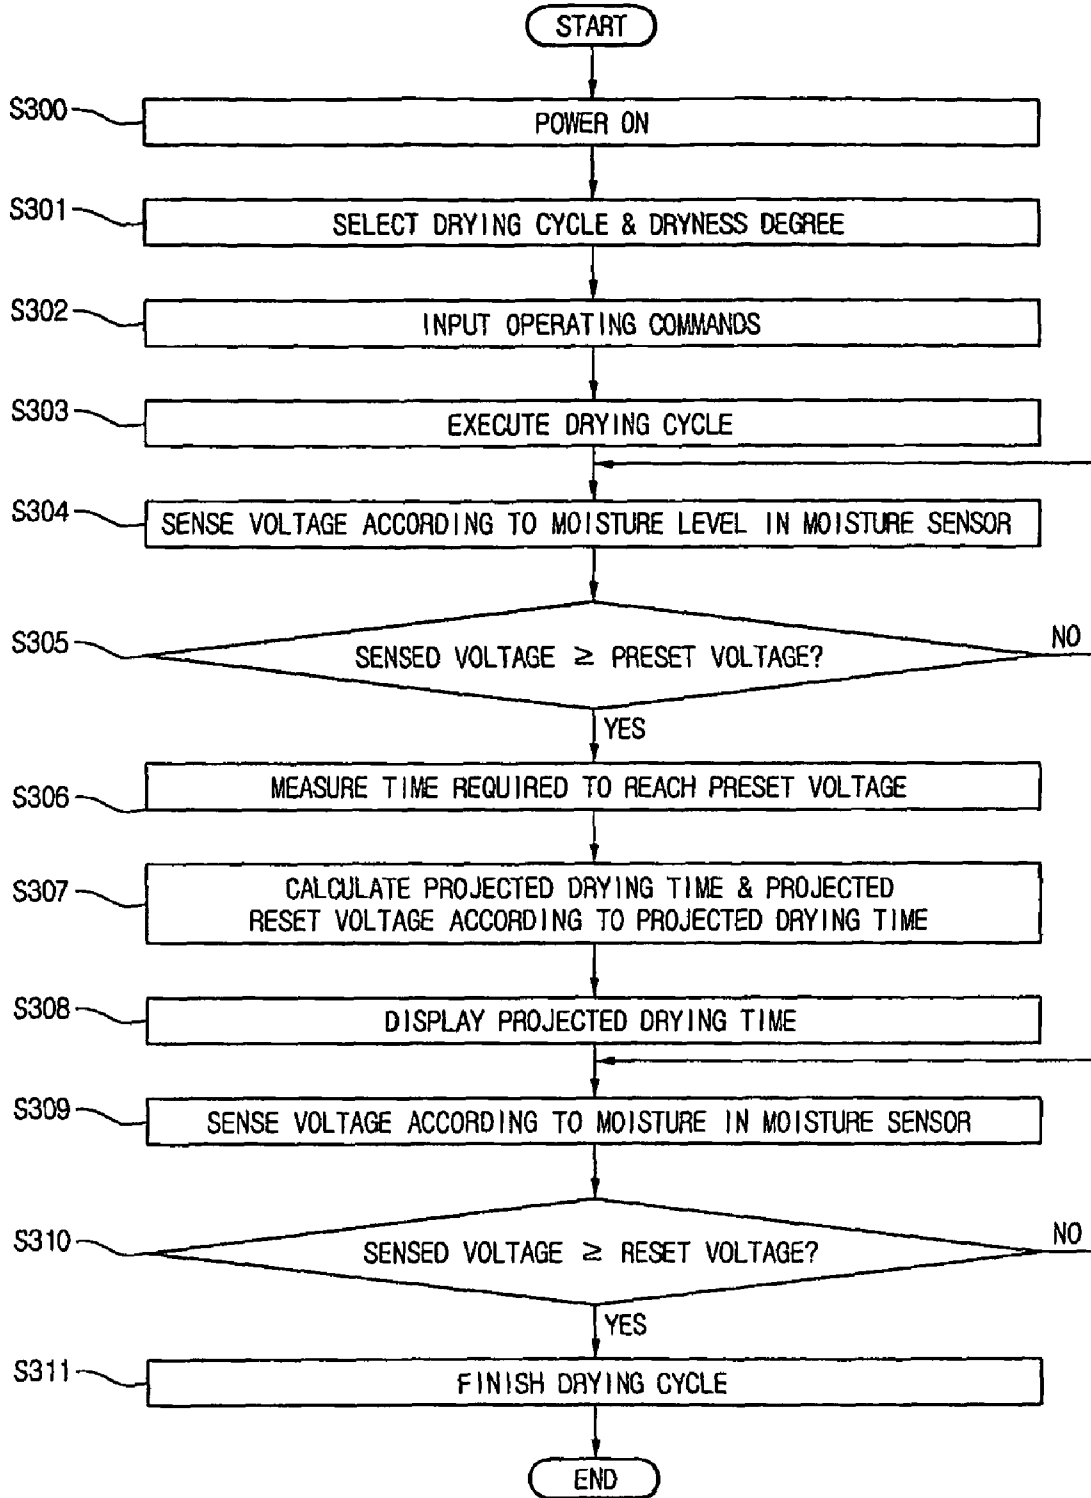 START
S300
POWER ON
S301
SELECT DRYING CYCLE & DRYNESS DEGREE
S302
INPUT OPERATING COMMANDS
S303
EXECUTE DRYING CYCLE
S304
SENSE VOLTAGE ACCORDING TO MOISTURE LEVEL IN MOISTURE SENSOR
S305
SENSED VOLTAGE ≥ PRESET VOLTAGE?
NO
YES
S306
MEASURE TIME REQUIRED TO REACH PRESET VOLTAGE
S307
CALCULATE PROJECTED DRYING TIME & PROJECTED
RESET VOLTAGE ACCORDING TO PROJECTED DRYING TIME
S308
DISPLAY PROJECTED DRYING TIME
S309
SENSE VOLTAGE ACCORDING TO MOISTURE IN MOISTURE SENSOR
S310
SENSED VOLTAGE ≥ RESET VOLTAGE?
NO
YES
S311
FINISH DRYING CYCLE
END